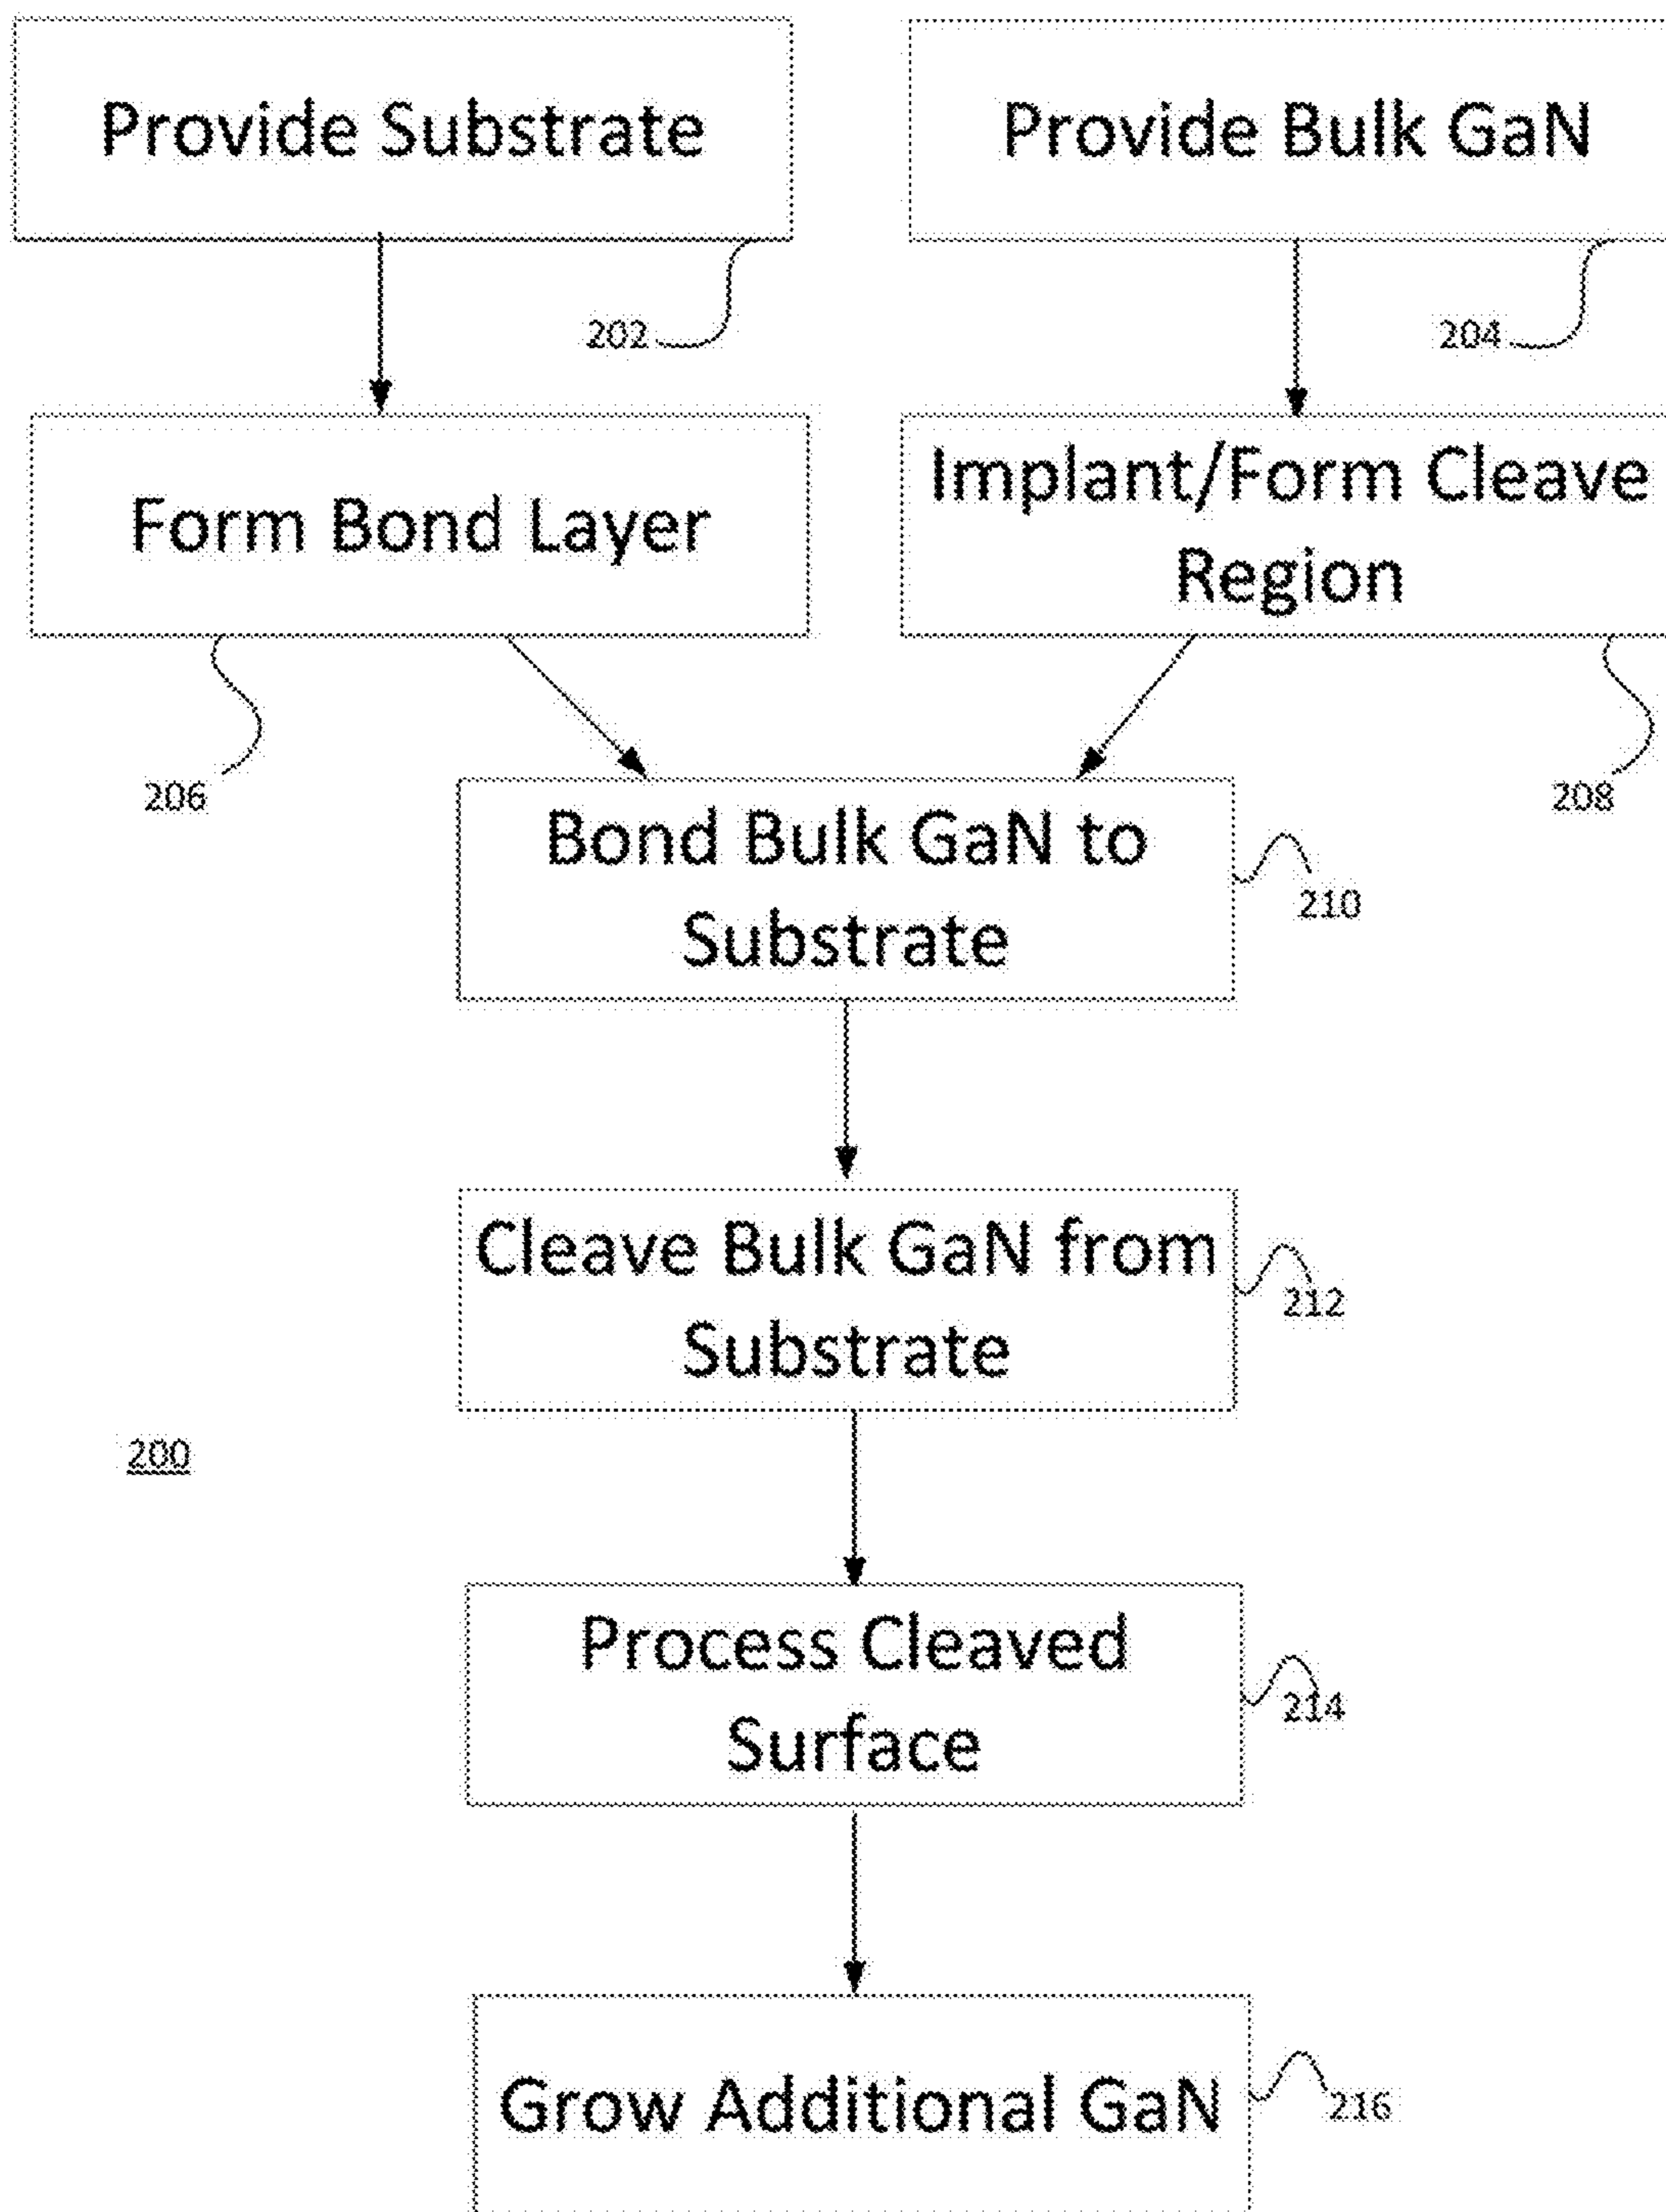 Provide Substrate
Provide Bulk GaN
202
204
Form Bond Layer
Implant/Form Cleave
Region
206
208
Bond Bulk GaN to
Substrate
210
Cleave Bulk GaN from
Substrate
212
200
Process Cleaved
Surface
214
Grow Additional GaN
216